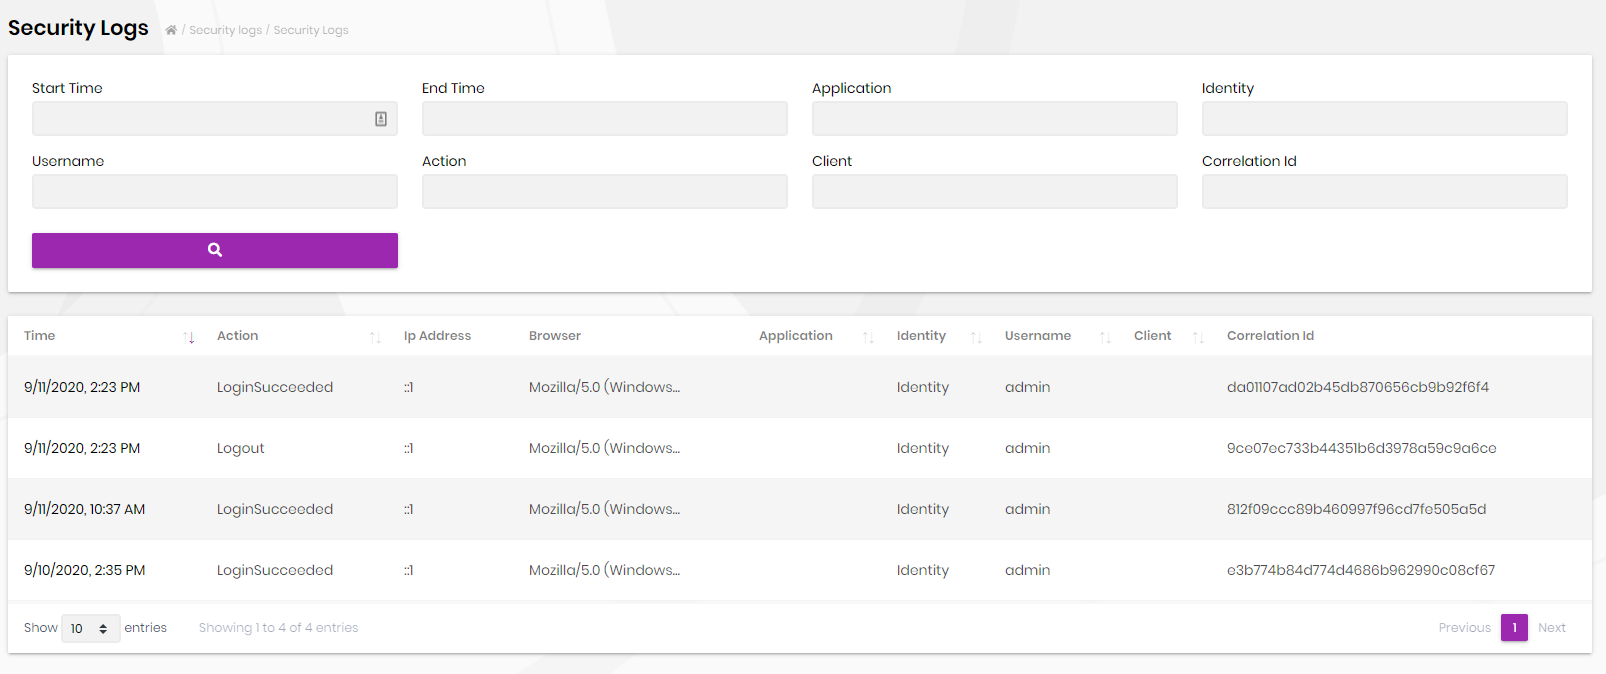 Security Logs / Security logs / Security Logs
Start Time End Time Application Identity
Username Action Client Correlation Id
Time Action Ip Address Browser Application Identity Username Client Correlation Id
9/11/2020, 2:23 PM LoginSucceeded ::1 Mozilla/5.0 (Windows... Identity admin da01107ad02b45db870656cb9b92f6f4
9/11/2020, 2:23 PM Logout ::1 Mozilla/5.0 (Windows... Identity admin 9ce07ec733b44351b6d3978a59c9a6ce
9/11/2020, 10:37 AM LoginSucceeded ::1 Mozilla/5.0 (Windows... Identity admin 812f09ccc89b460997f96cd7fe505a5d
9/10/2020, 2:35 PM LoginSucceeded ::1 Mozilla/5.0 (Windows... Identity admin e3b774b84d774d4686b962990c08cf67
Show 10 entries Showing 1 to 4 of 4 entries Previous 1 Next